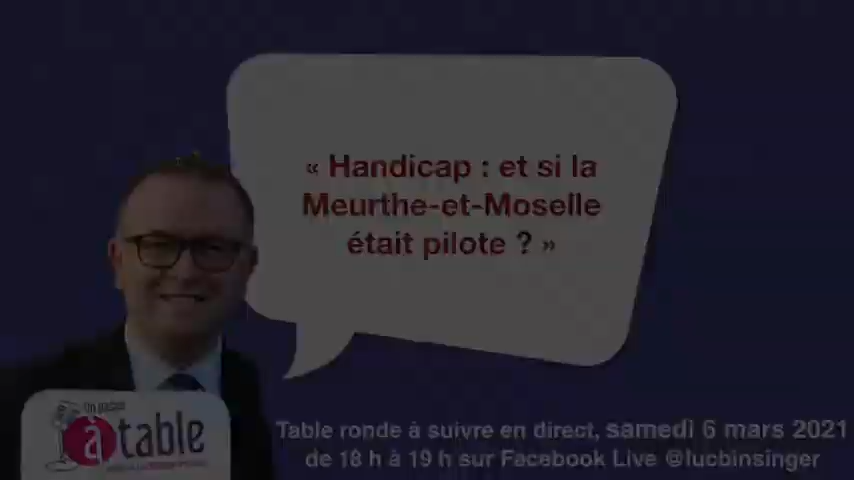 « Handicap : et si la
Meurthe-et-Moselle
était pilote ? »
à table
Table ronde à suivre en direct, samedi 6 mars 2021
de 18 h à 19 h sur Facebook Live @lucbinsinger